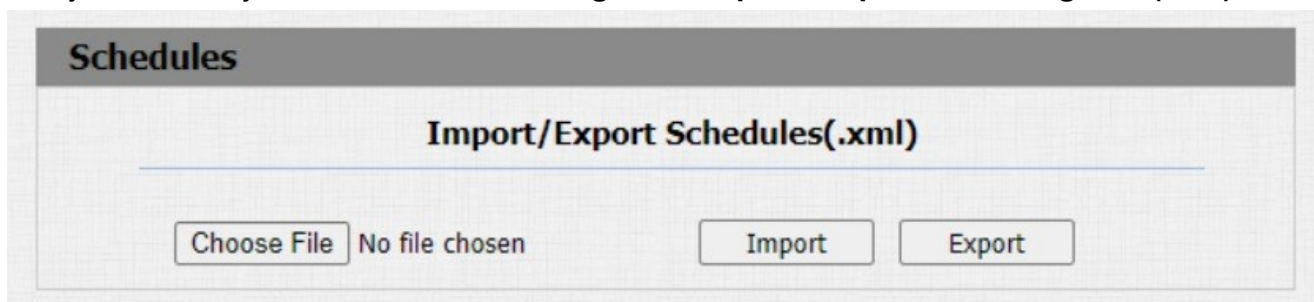 Schedules
Import/Export Schedules(.xml)
Choose File No file chosen Import Export